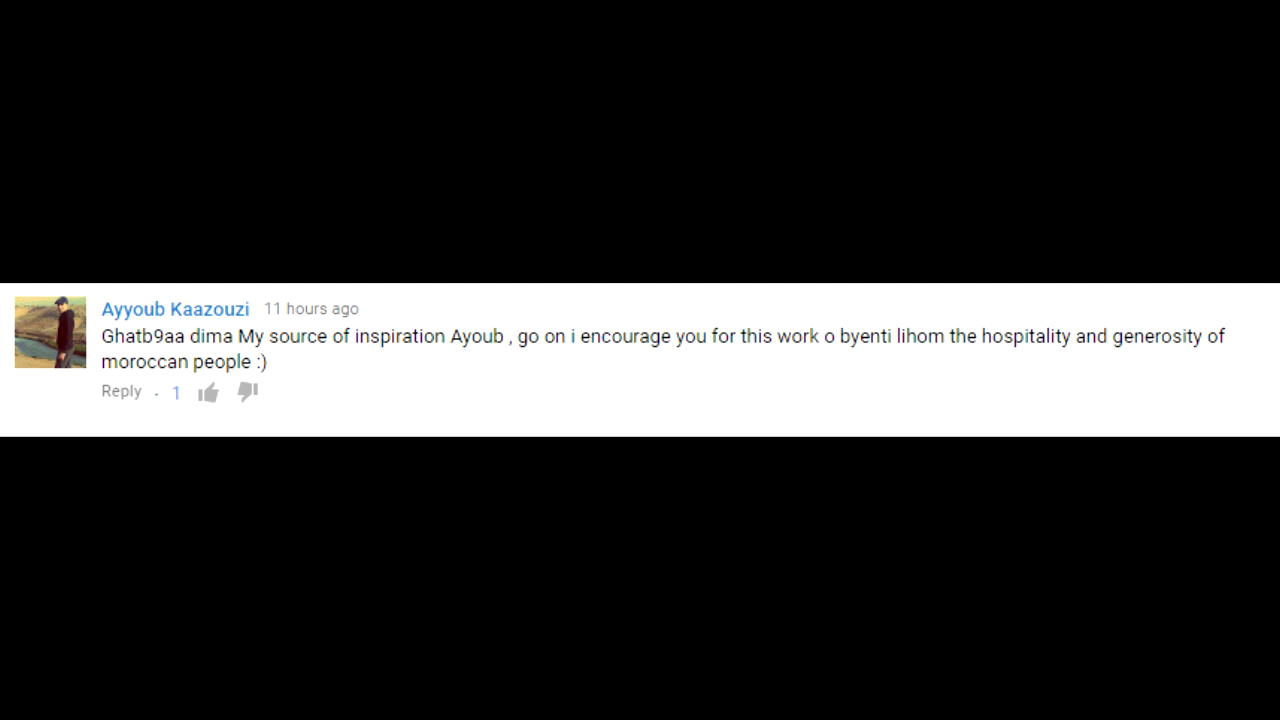 Ayyoub Kaazouzi 11 hours ago
Ghatb9aa dima My source of inspiration Ayoub , go on i encourage you for this work o byenti lihom the hospitality and generosity of
moroccan people :)
Reply . 1